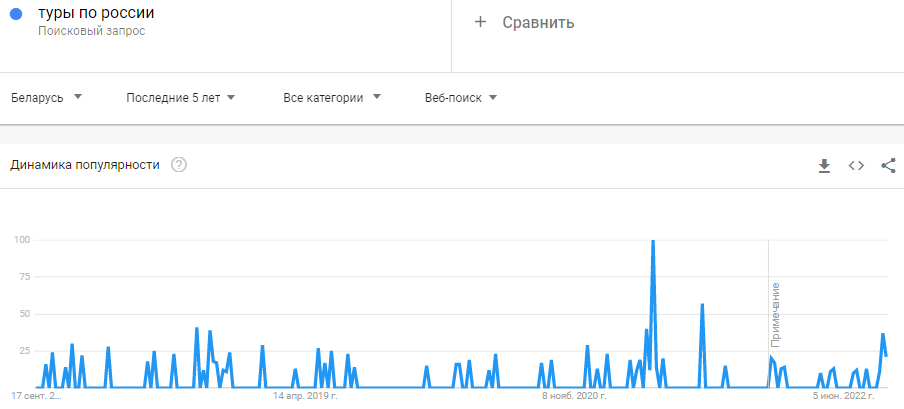 туры по россии
Поисковый запрос
+ Сравнить
Беларусь
Последние 5 лет
Все категории
Веб-поиск
Динамика популярности ?
100
75
50
25
Примечание
17 сент. 2...
14 апр. 2019 г.
8 нояб. 2020 г.
5 июн. 2022 г.